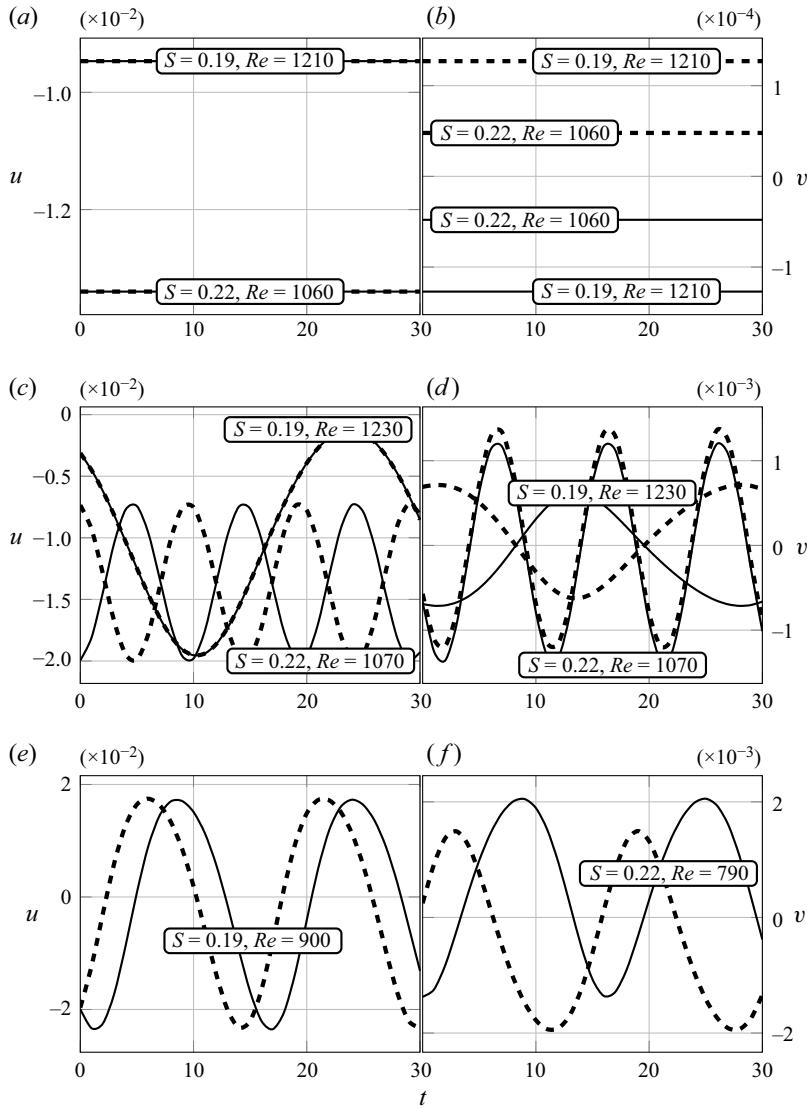 (a) (×10⁻²) (b) (×10⁻⁴)
S = 0.19, Re = 1210
S = 0.19, Re = 1210
−1.0
1
S = 0.22, Re = 1060
u
0 v
−1.2
S = 0.22, Re = 1060
−1
S = 0.22, Re = 1060
S = 0.19, Re = 1210
0 10 20 30 10 20 30
(c) (×10⁻²) (d) (×10⁻³)
0
S = 0.19, Re = 1230
1
−0.5
S = 0.19, Re = 1230
u −1.0
0 v
−1.5
−1
−2.0
S = 0.22, Re = 1070
S = 0.22, Re = 1070
0 10 20 30 10 20 30
(e) (×10⁻²) (f) (×10⁻³)
2
2
S = 0.22, Re = 790
u 0
0 v
S = 0.19, Re = 900
−2
−2
0 10 20 30 10 20 30
t